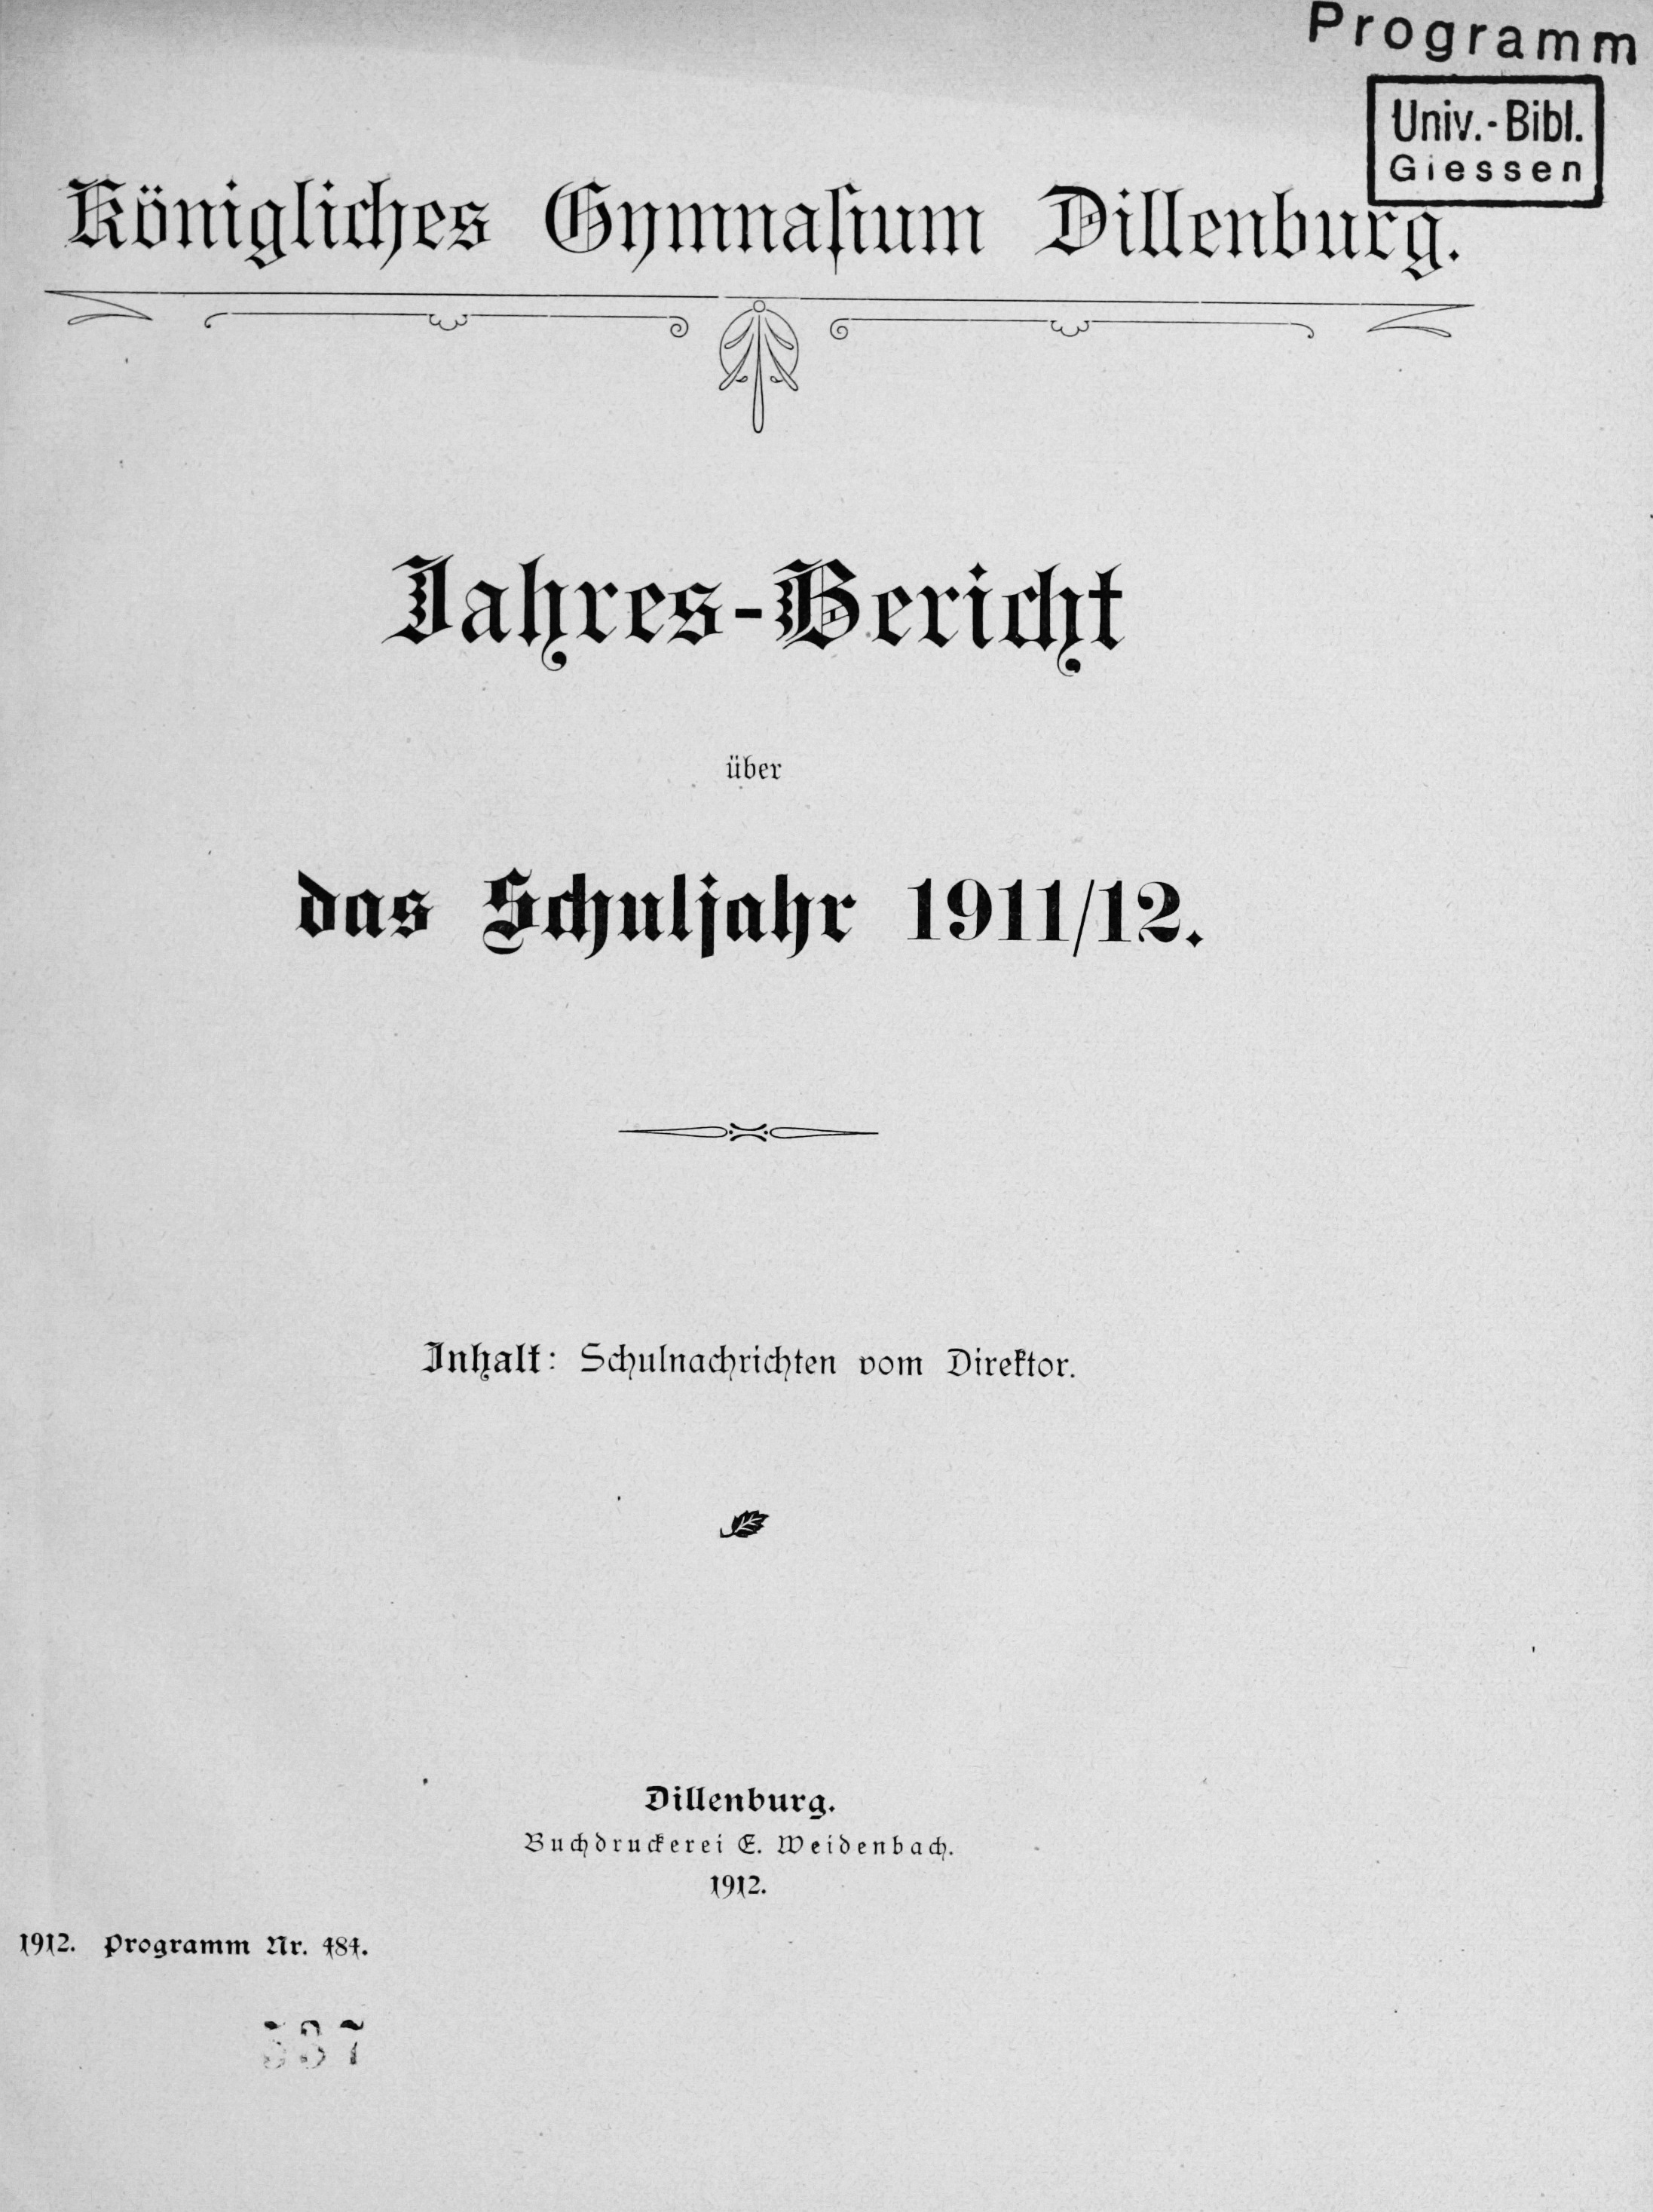 Programm
Univ.-Bibl.
Giessen
Königliches Gymnaſium Dillenburg.
Jahres-Bericht
über
das Schuljahr 1911/12.
Inhalt: Schulnachrichten vom Direktor.
Dillenburg.
Buchdruckerei E. Weidenbach.
1912.
1912. Programm Nr. 484.